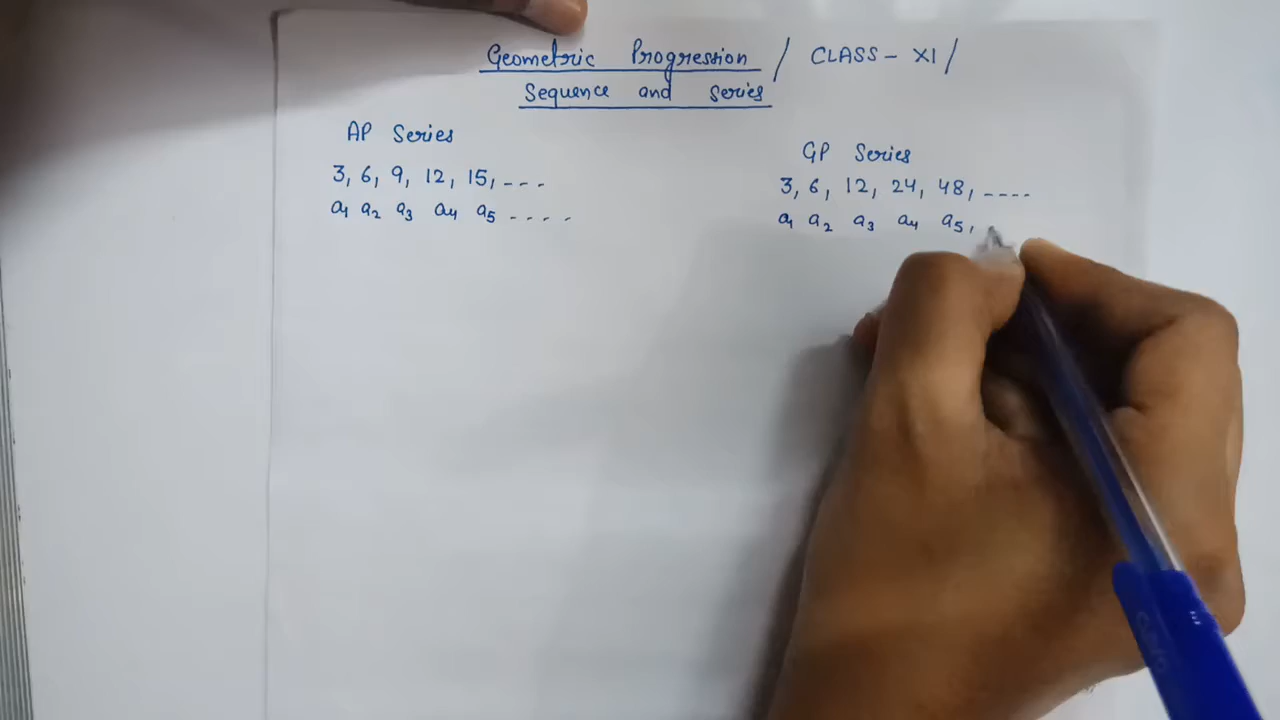 Geometric Progression / CLASS - XI /
Sequence and Series
AP Series
3, 6, 9, 12, 15, ---
a1 a2 a3 a4 a5 ----
GP Series
3, 6, 12, 24, 48, ----
a1 a2 a3 a4 a5,